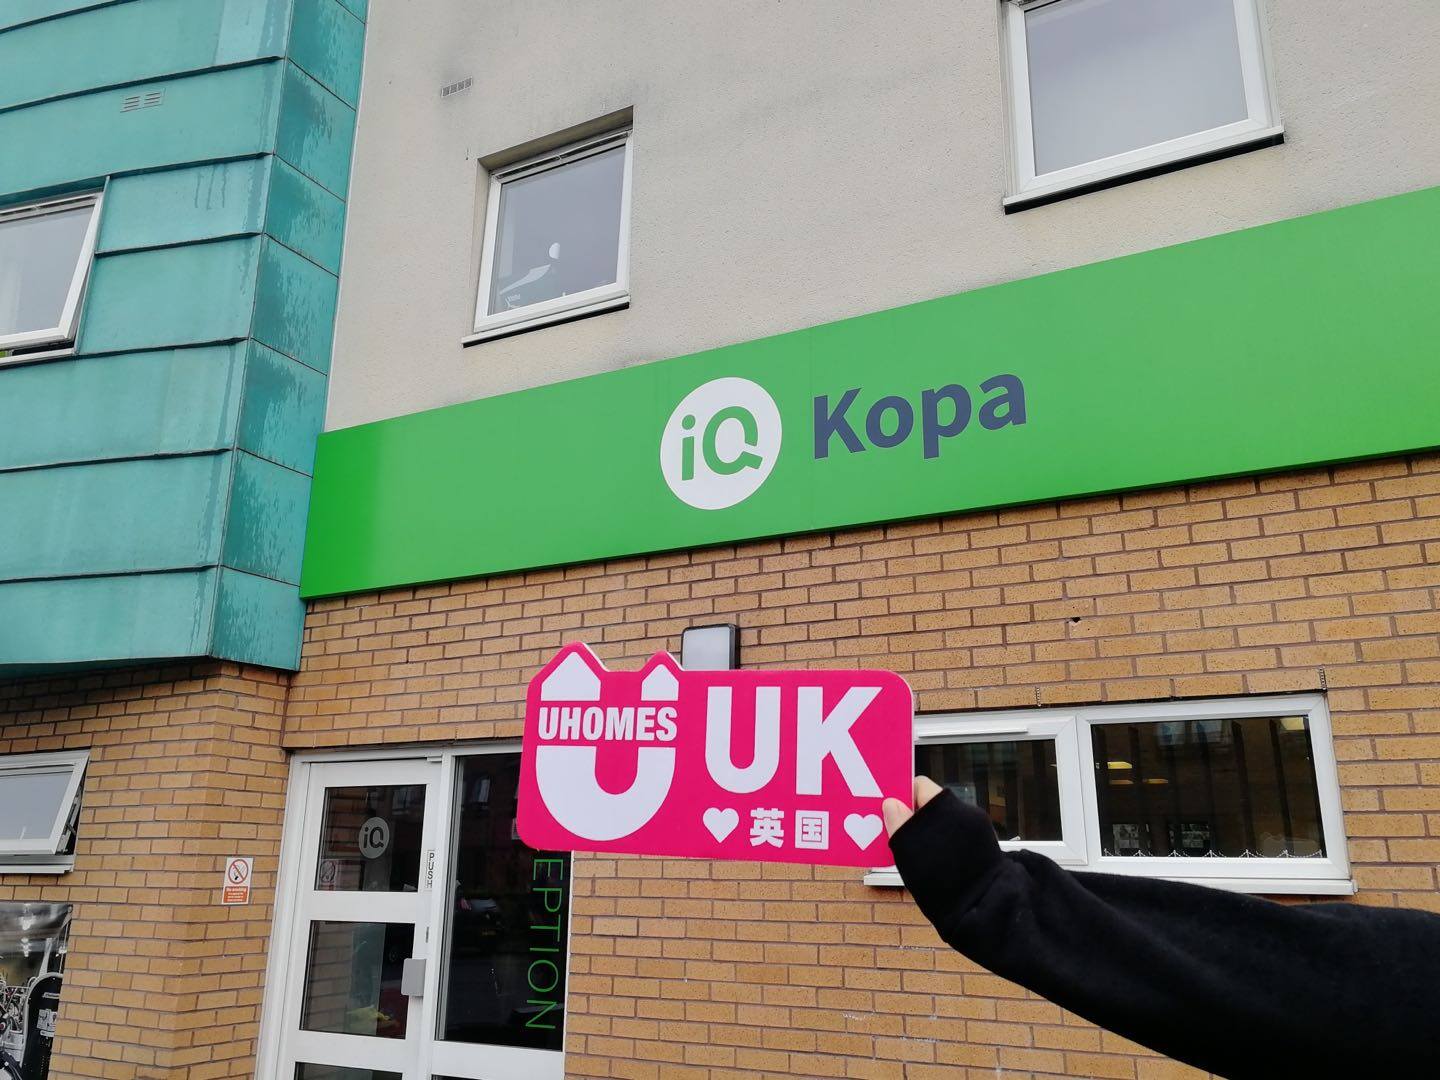 iQ Kopa
UHOMES UK
英国
iQ
PUSH
EPTION